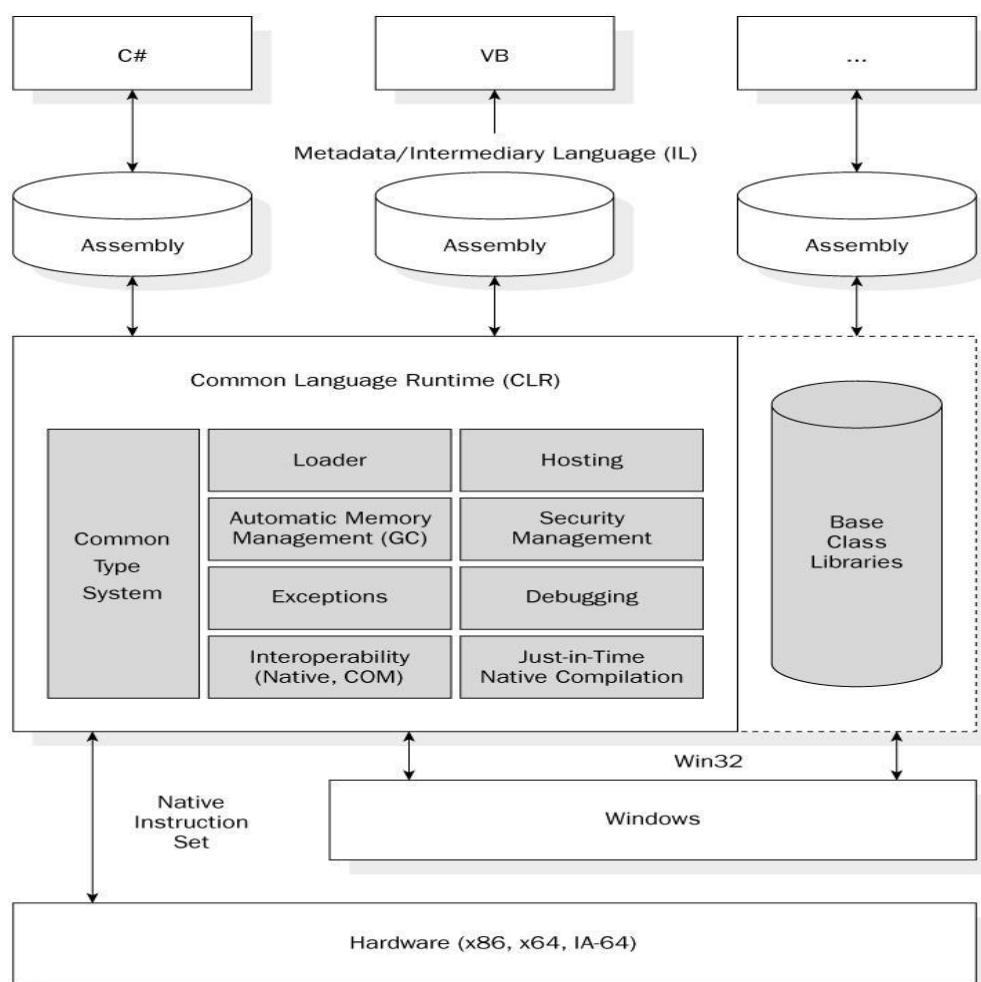 C#
VB
...
Metadata/Intermediary Language (IL)
Assembly
Assembly
Assembly
Common Language Runtime (CLR)
Common
Type
System
Loader
Hosting
Automatic Memory
Management (GC)
Security
Management
Exceptions
Debugging
Interoperability
(Native, COM)
Just-in-Time
Native Compilation
Base
Class
Libraries
Win32
Native
Instruction
Set
Windows
Hardware (x86, x64, IA-64)